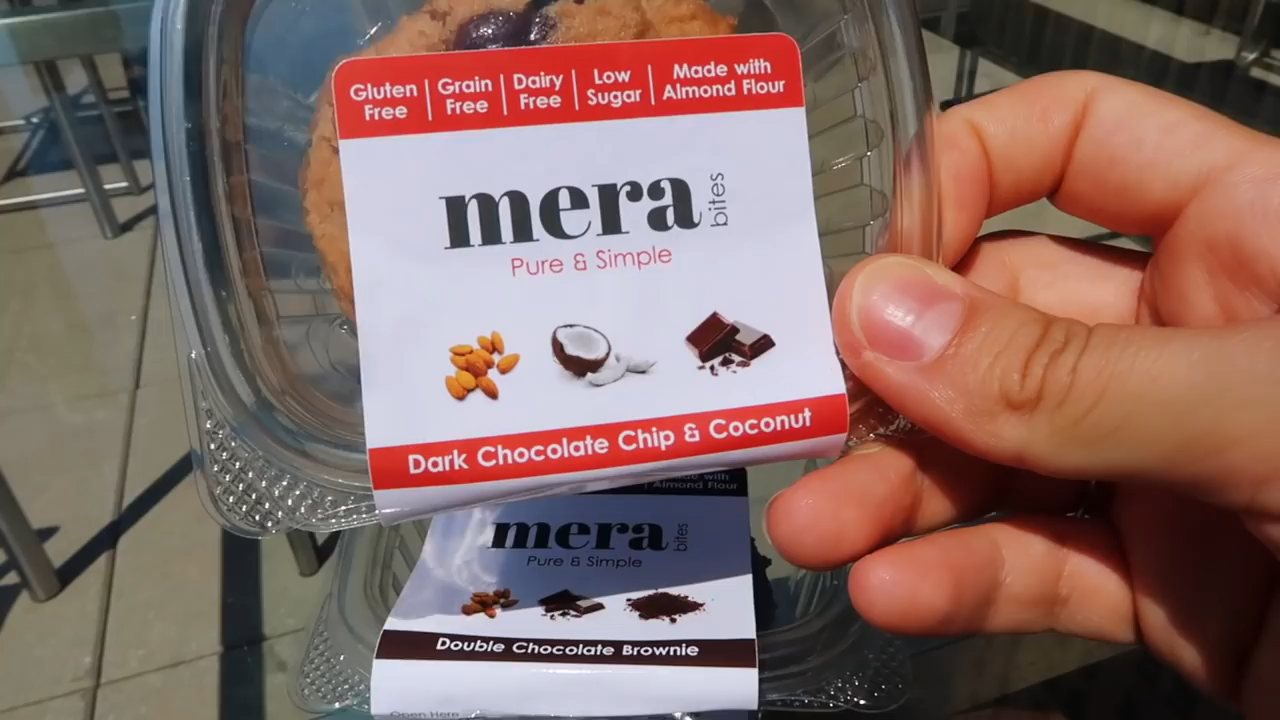 Gluten Free | Grain Free | Dairy Free | Low Sugar | Made with Almond Flour
mera bites
Pure & Simple
Dark Chocolate Chip & Coconut
with
Almond Flour
mera bites
Pure & Simple
Double Chocolate Brownie
Open Here